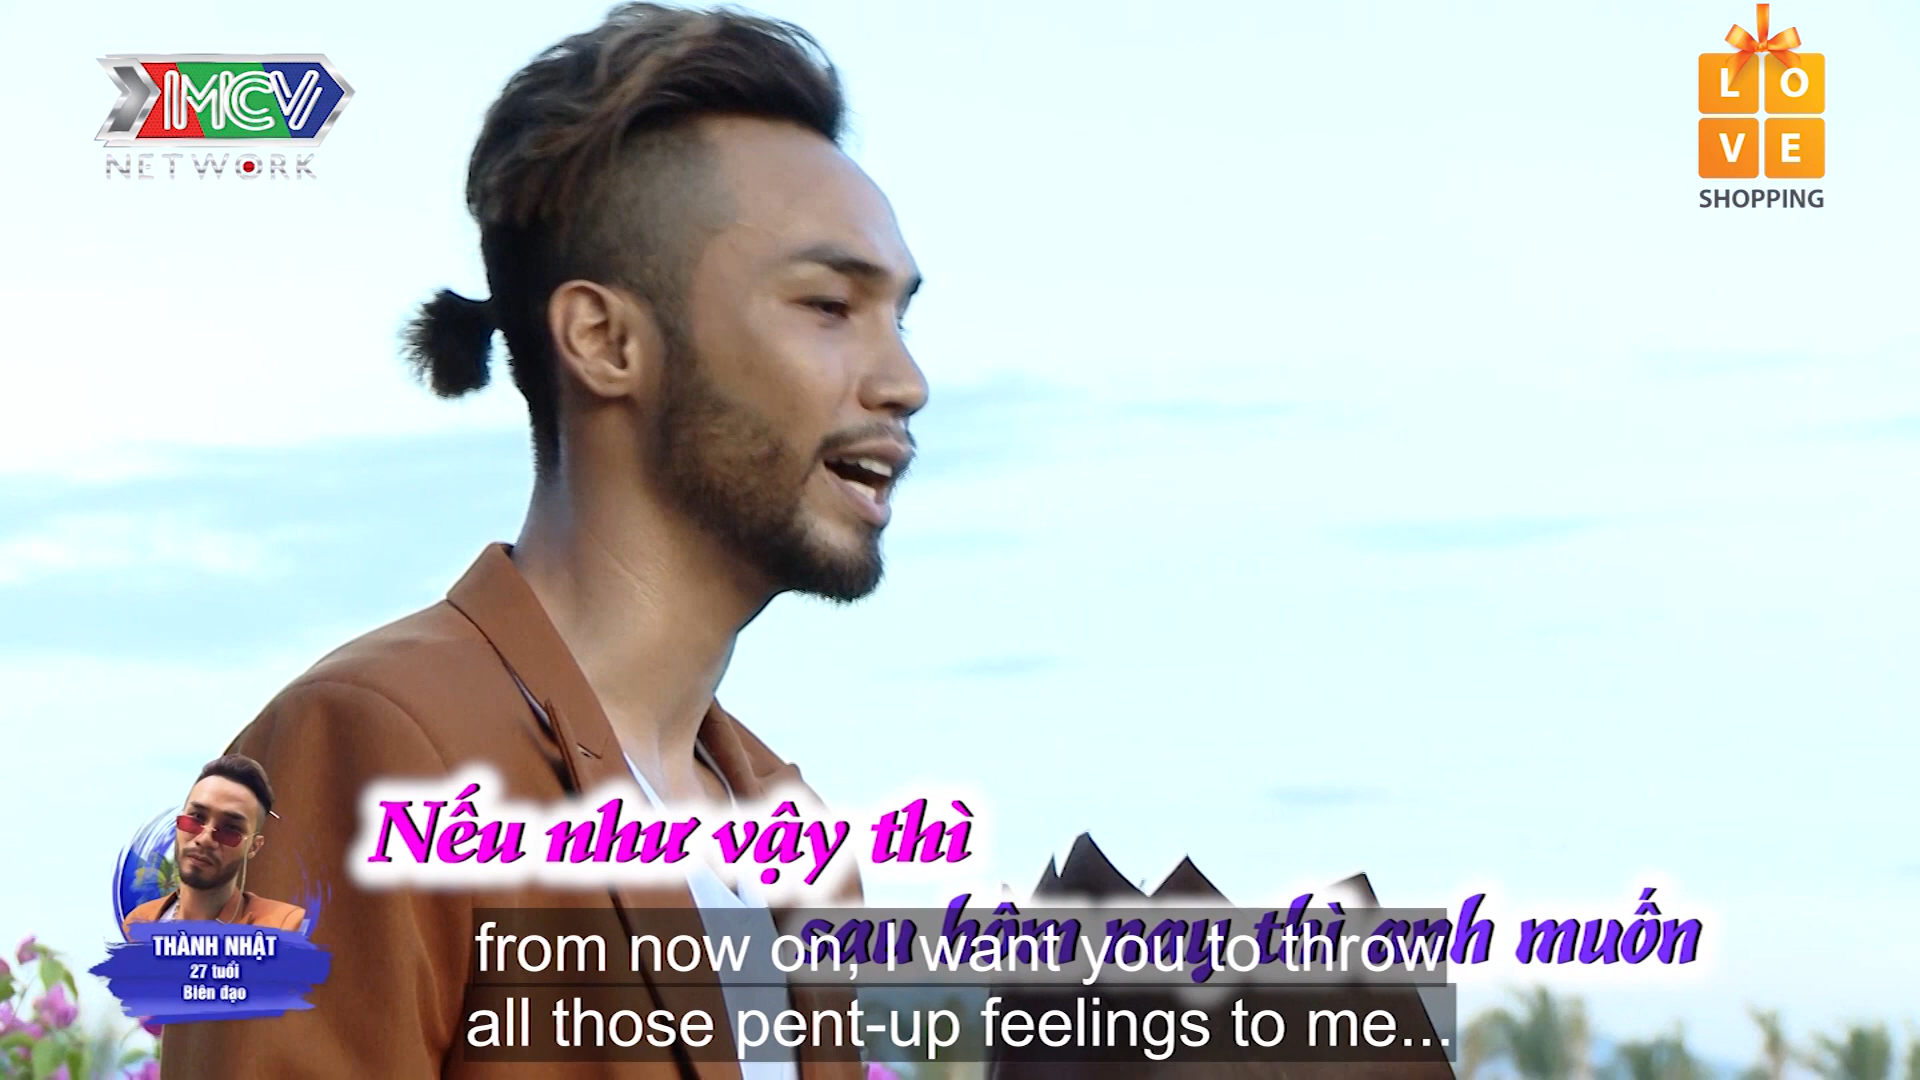 MCV
NETWORK
L O
V E
SHOPPING
Nếu như vậy thì
sau hôm nay thì anh muốn
from now on, I want you to throw
all those pent-up feelings to me...
THÀNH NHẬT
27 tuổi
Biên đạo